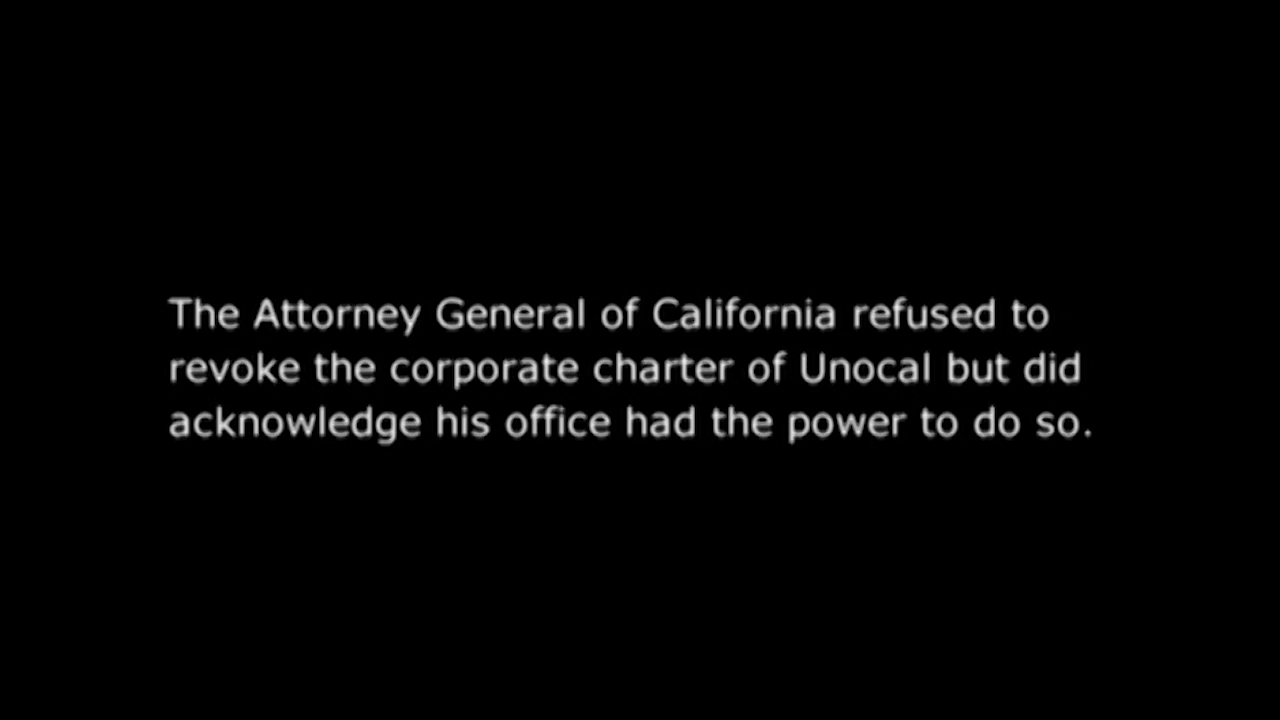 The Attorney General of California refused to
revoke the corporate charter of Unocal but did
acknowledge his office had the power to do so.